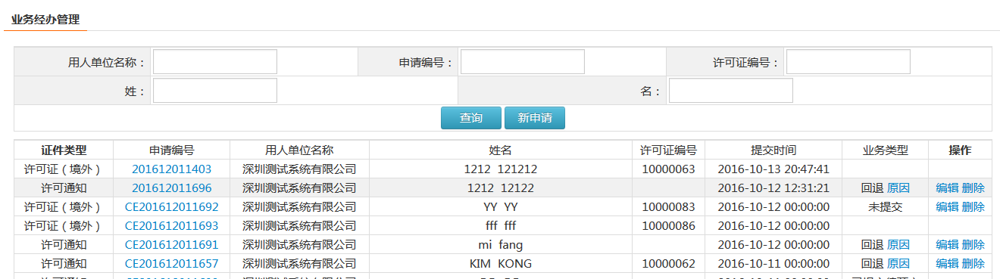 业务经办管理
用人单位名称： 申请编号： 许可证编号：
姓： 名：
查询 新申请
证件类型 申请编号 用人单位名称 姓名 许可证编号 提交时间 业务类型 操作
许可证（境外） 201612011403 深圳测试系统有限公司 1212 121212 10000063 2016-10-13 20:47:41
许可通知 201612011696 深圳测试系统有限公司 1212 12122 2016-10-12 12:31:21 回退 原因 编辑 删除
许可证（境外） CE201612011692 深圳测试系统有限公司 YY YY 10000083 2016-10-12 00:00:00 未提交 编辑 删除
许可证（境外） CE201612011693 深圳测试系统有限公司 fff fff 10000086 2016-10-12 00:00:00
许可通知 CE201612011691 深圳测试系统有限公司 mi fang 2016-10-12 00:00:00 回退 原因 编辑 删除
许可通知 CE201612011657 深圳测试系统有限公司 KIM KONG 10000062 2016-10-11 00:00:00 回退 原因 编辑 删除